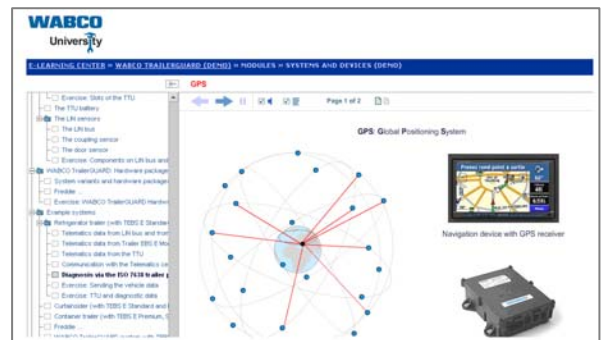 WABCO
University
E-LEARNING CENTER » WABCO TRAILERGUARD (DEMO) » MODULES » SYSTEMS AND DEVICES (DEMO)
GPS
Page 1 of 2
Exercise: Slots of the TTU
The TTU battery
The LIN sensors
The LIN bus
The coupling sensor
The door sensor
Exercise: Components on LIN bus and
WABCO TrailerGUARD: Hardware package
System variants and hardware packages
Freddie ...
Exercise: WABCO TrailerGUARD Hardwa
Example systems
Refrigerator trailer (with TEBS E Standar
Telematics data from LIN bus and from
Telematics data from Trailer EBS E Mo
Telematics data from the TTU
Communication with the Telematics ce
Diagnosis via the ISO 7638 trailer p
Exercise: Sending the vehicle data
Exercise: TTU and diagnostic data
Curtainsider (with TEBS E Standard and
Container trailer (with TEBS E Premium,
Freddie ...
GPS: Global Positioning System
Navigation device with GPS receiver